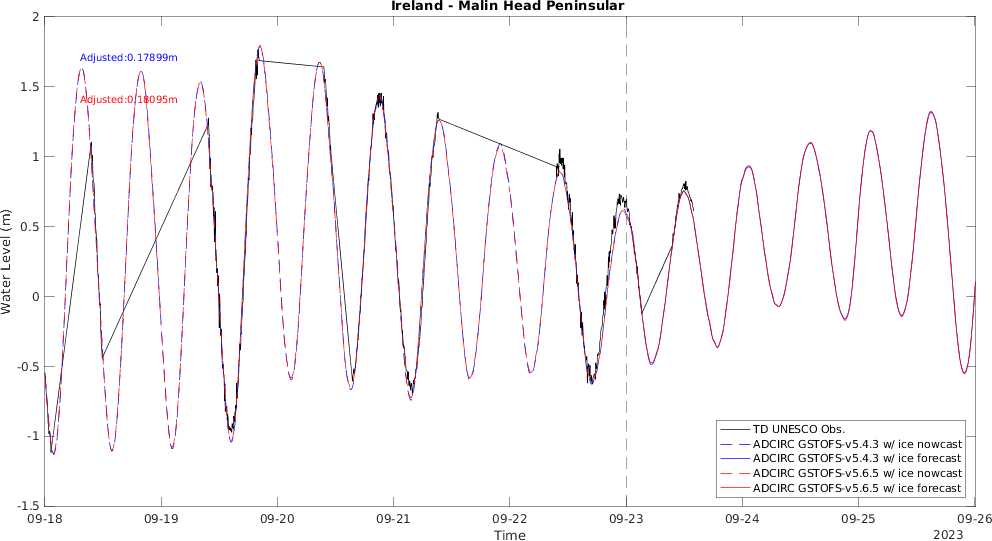 Ireland - Malin Head Peninsular
2
1.5
1
0.5
0
-0.5
-1
-1.5
Water Level (m)
Adjusted:0.17899m
Adjusted:0.18095m
TD UNESCO Obs.
ADCIRC GSTOFS-v5.4.3 w/ ice nowcast
ADCIRC GSTOFS-v5.4.3 w/ ice forecast
ADCIRC GSTOFS-v5.6.5 w/ ice nowcast
ADCIRC GSTOFS-v5.6.5 w/ ice forecast
09-18 09-19 09-20 09-21 09-22 09-23 09-24 09-25 09-26
Time
2023